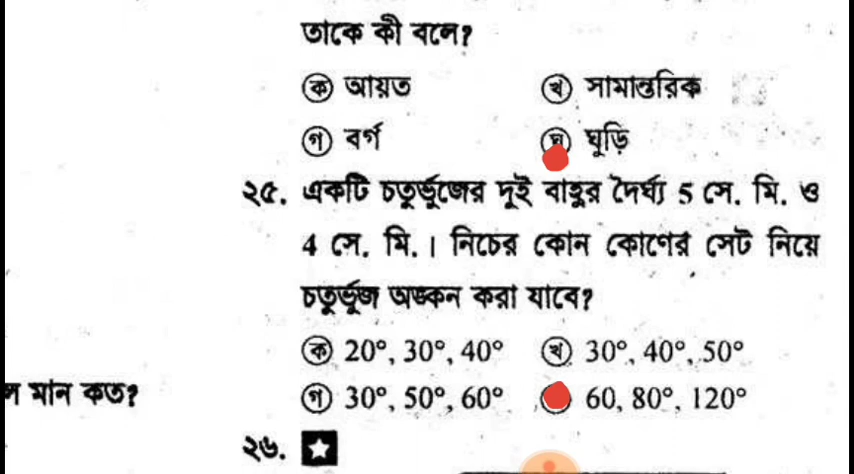 তাকে কী বলে?
ক আয়ত খ সামান্তরিক
গ বর্গ ঘ ঘুড়ি
২৫. একটি চতুর্ভুজের দুই বাহুর দৈর্ঘ্য 5 সে. মি. ও
4 সে. মি.। নিচের কোন কোণের সেট নিয়ে
চতুর্ভুজ অঙ্কন করা যাবে?
ক 20°, 30°, 40° খ 30°, 40°, 50°
গ 30°, 50°, 60° 60, 80°, 120°
মান কত?
২৬.